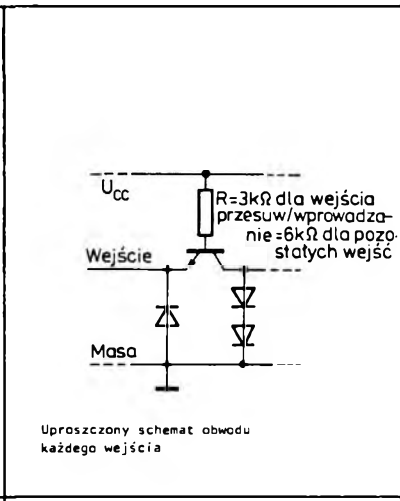 U_CC
R=3kΩ dla wejścia
przesuw/wprowadza-
nie=6kΩ dla pozo-
stałych wejść
Wejście
Masa
Uproszczony schemat obwodu
każdego wejścia